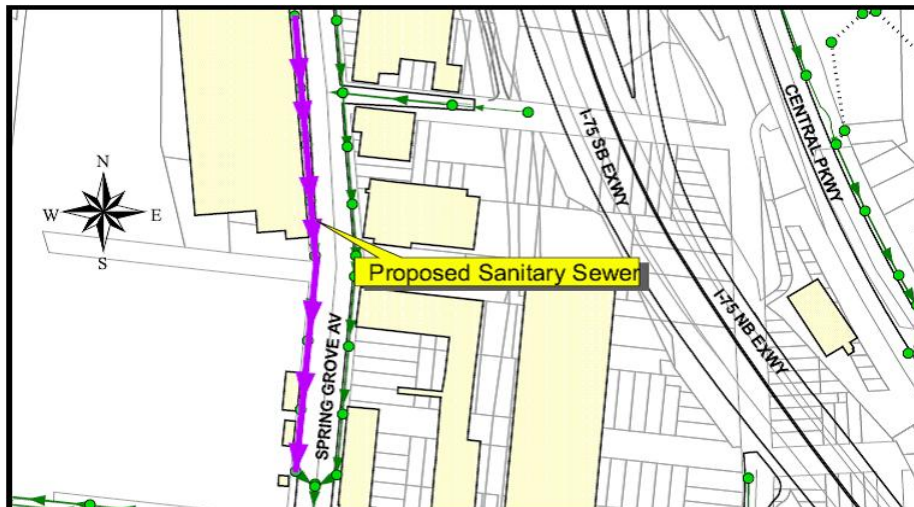 CENTRAL PKWY
I-75 SB EXWY
N
W E
S
Proposed Sanitary Sewer
I-75 NB EXWY
SPRING GROVE AV